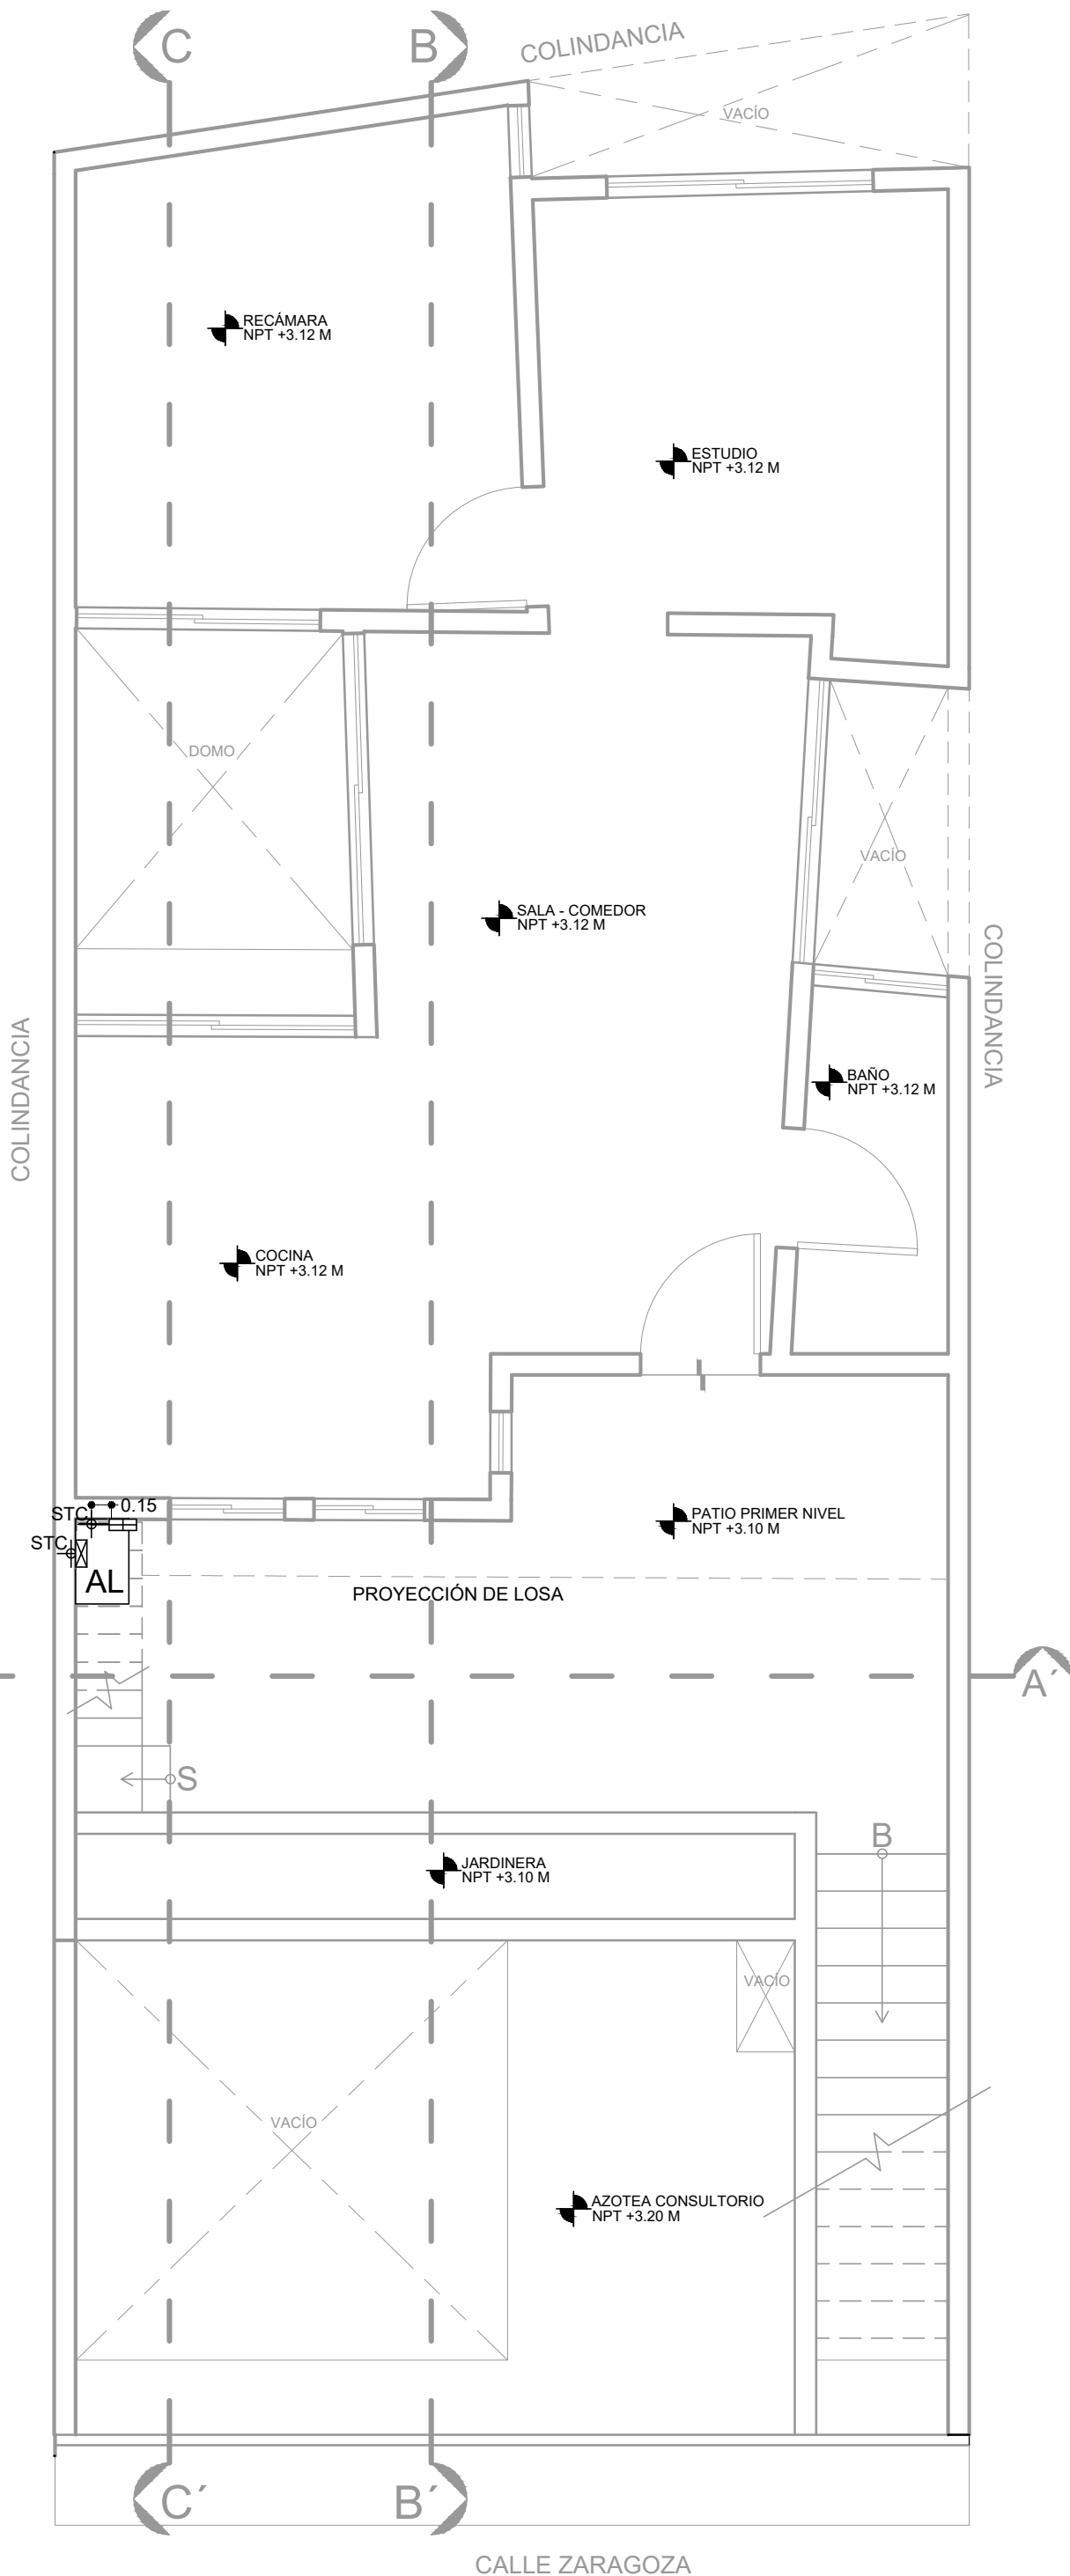 C
B
COLINDANCIA
VACÍO
RECÁMARA
NPT +3.12 M
ESTUDIO
NPT +3.12 M
DOMO
VACÍO
SALA - COMEDOR
NPT +3.12 M
COLINDANCIA
COLINDANCIA
BAÑO
NPT +3.12 M
COCINA
NPT +3.12 M
STC
0.15
PATIO PRIMER NIVEL
NPT +3.10 M
STC
AL
PROYECCIÓN DE LOSA
A´
S
B
JARDINERA
NPT +3.10 M
VACÍO
VACÍO
AZOTEA CONSULTORIO
NPT +3.20 M
C´
B´
CALLE ZARAGOZA